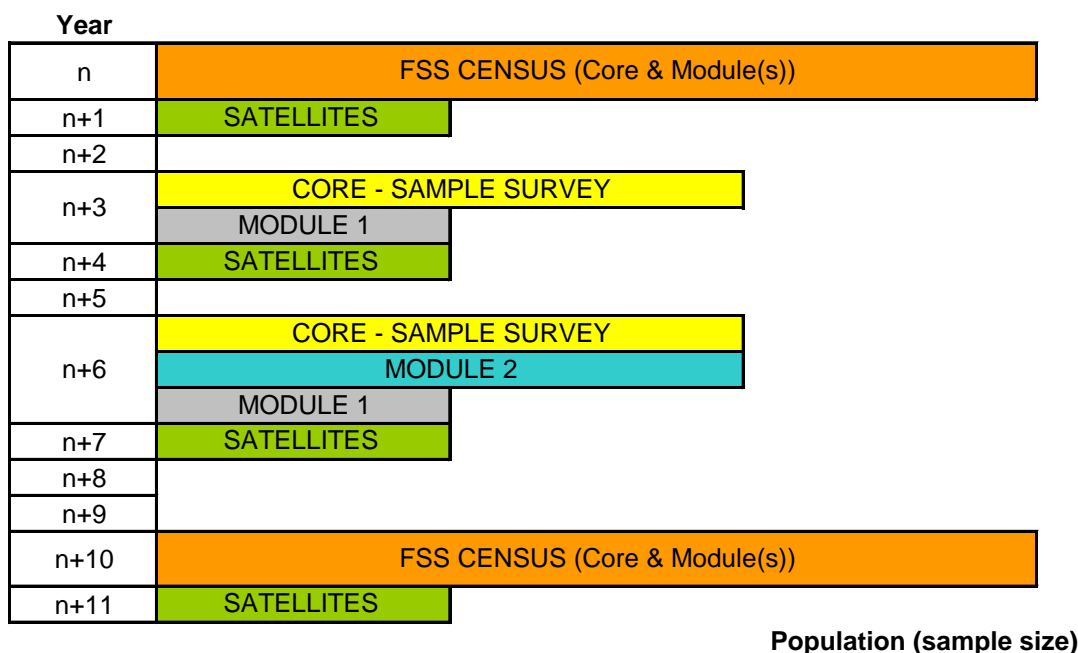 Year
n FSS CENSUS (Core & Module(s))
n+1 SATELLITES
n+2
n+3 CORE - SAMPLE SURVEY
MODULE 1
n+4 SATELLITES
n+5
n+6 CORE - SAMPLE SURVEY
MODULE 2
MODULE 1
n+7 SATELLITES
n+8
n+9
n+10 FSS CENSUS (Core & Module(s))
n+11 SATELLITES
Population (sample size)